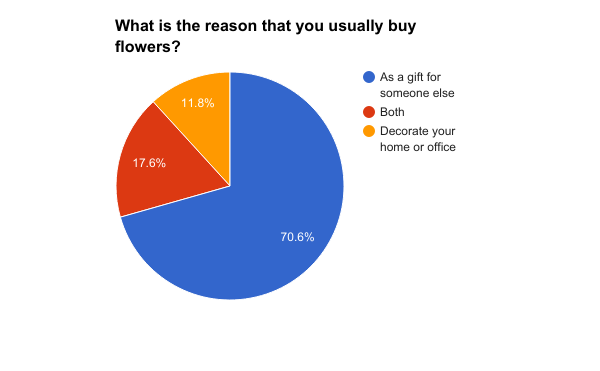 What is the reason that you usually buy
flowers?
As a gift for
someone else
Both
Decorate your
home or office
11.8%
17.6%
70.6%